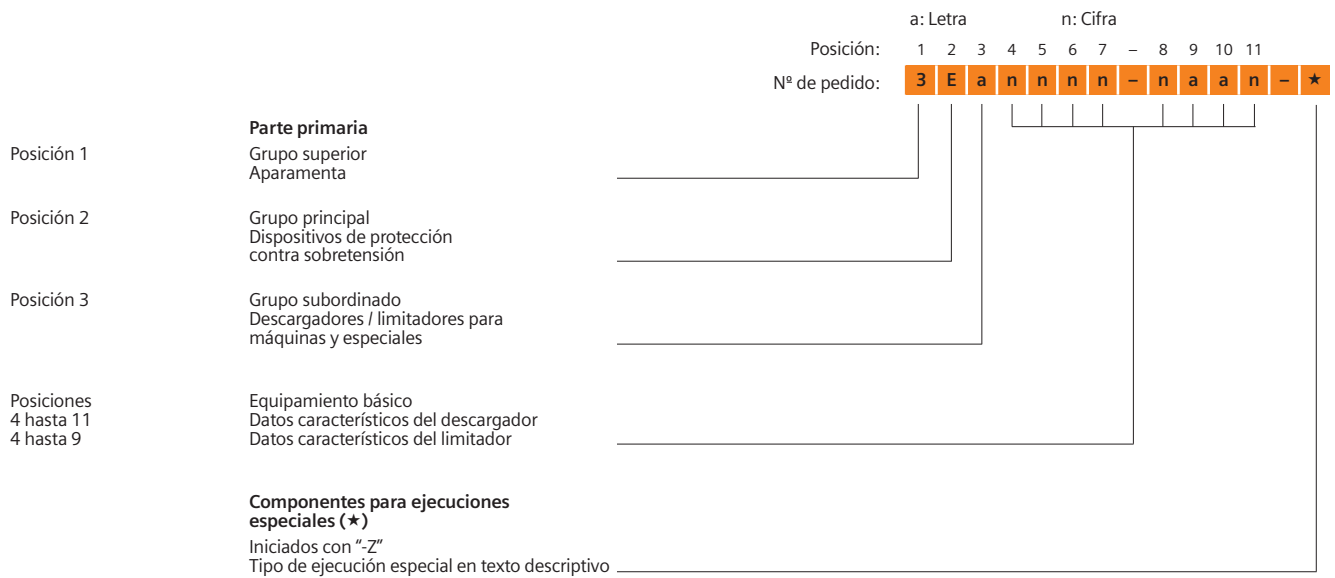 a: Letra n: Cifra
Posición: 1 2 3 4 5 6 7 – 8 9 10 11
Nº de pedido: 3 E a n n n n – n a a n – ★
Parte primaria
Posición 1 Grupo superior
Aparamenta
Posición 2 Grupo principal
Dispositivos de protección
contra sobretensión
Posición 3 Grupo subordinado
Descargadores / limitadores para
máquinas y especiales
Posiciones Equipamiento básico
4 hasta 11 Datos característicos del descargador
4 hasta 9 Datos característicos del limitador
Componentes para ejecuciones
especiales (★)
Iniciados con “-Z”
Tipo de ejecución especial en texto descriptivo